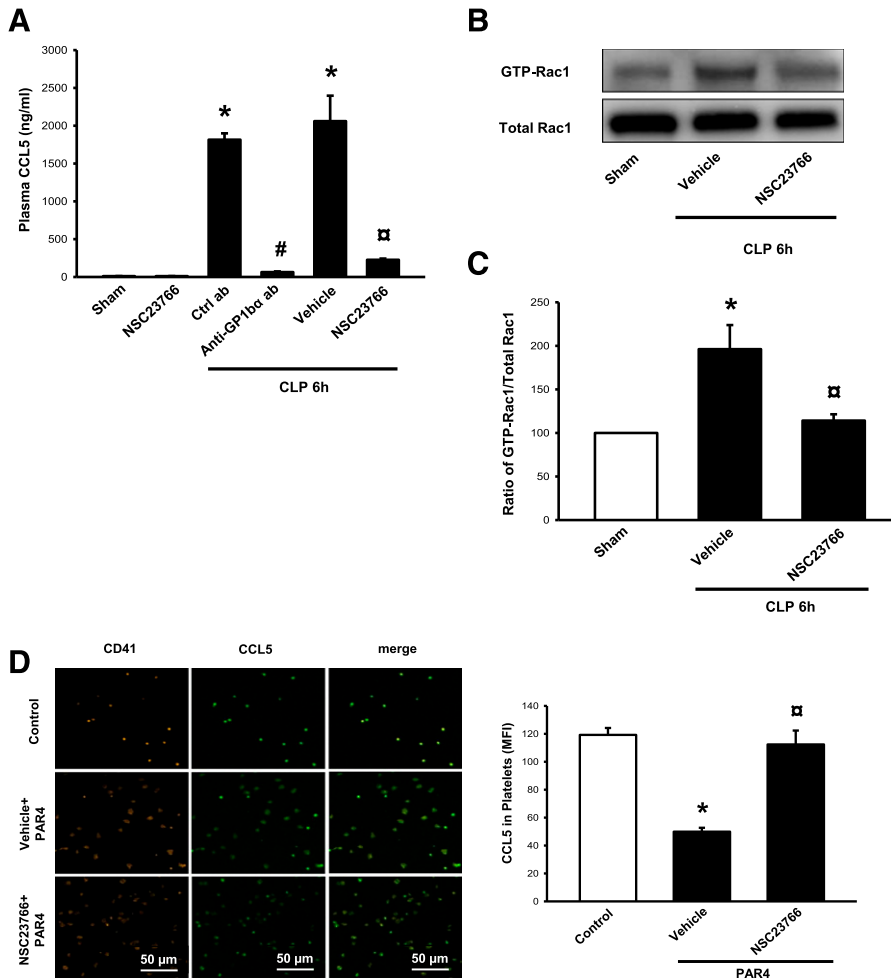 A
Plasma CCL5 (ng/ml)
3000
2500
2000
1500
1000
500
0
*
#
*
¤
Sham
NSC23766
Ctrl ab
Anti-GP1bα ab
Vehicle
NSC23766
CLP 6h
B
GTP-Rac1
Total Rac1
Sham
Vehicle
NSC23766
CLP 6h
C
Ratio of GTP-Rac1/Total Rac1
250
200
150
100
50
0
*
¤
Sham
Vehicle
NSC23766
CLP 6h
D
CD41
CCL5
merge
Control
Vehicle+
PAR4
NSC23766+
PAR4
50 µm
50 µm
50 µm
CCL5 in Platelets (MFI)
140
120
100
80
60
40
20
0
*
¤
Control
Vehicle
NSC23766
PAR4